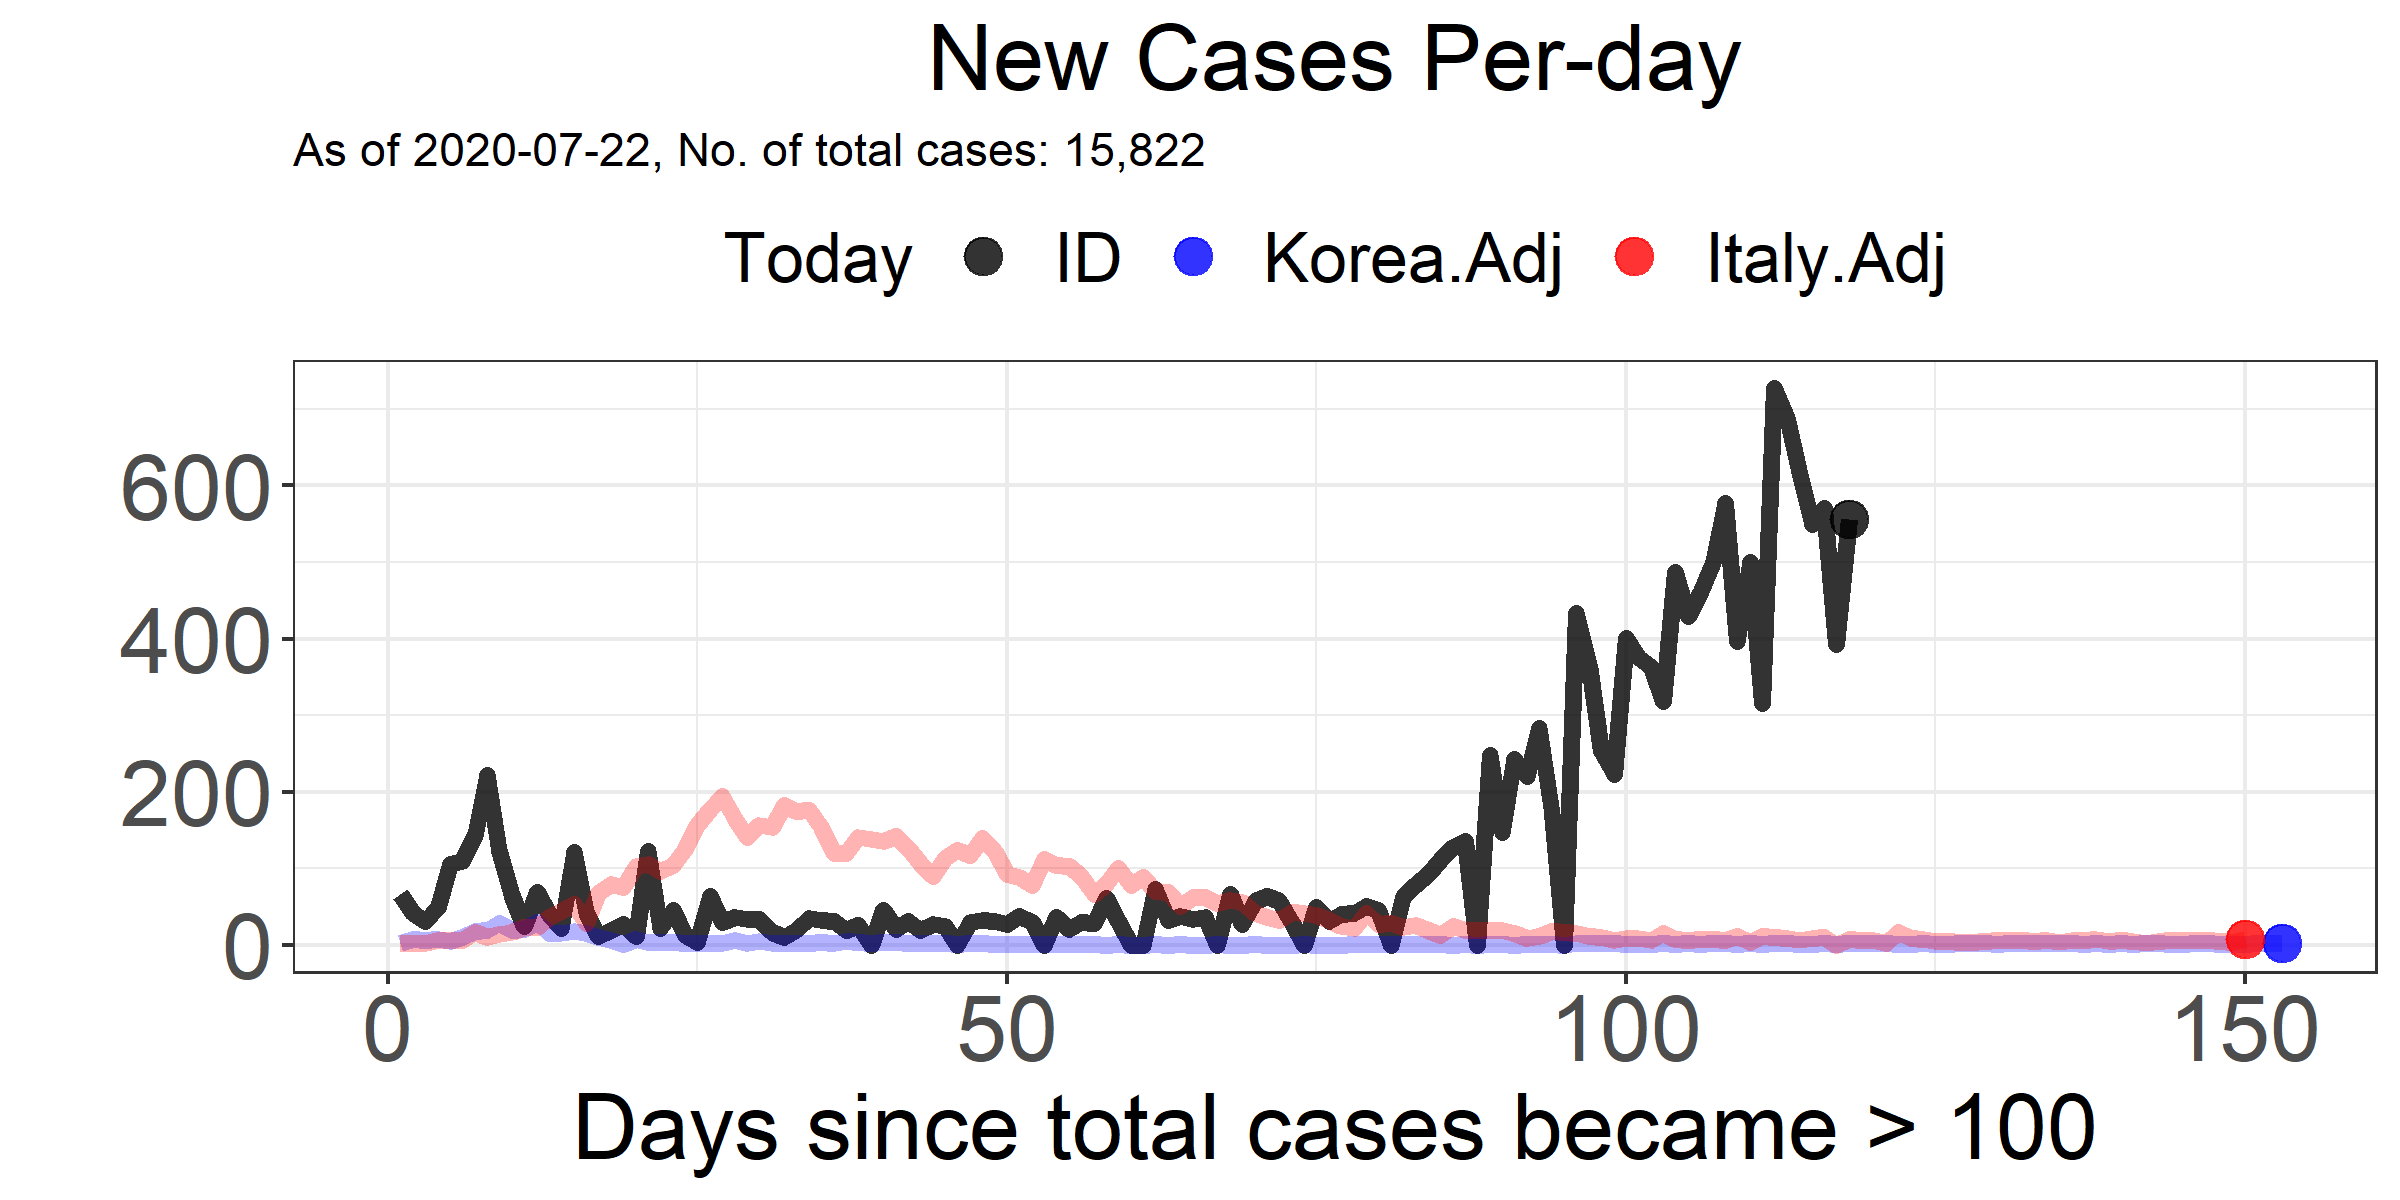 New Cases Per-day
As of 2020-07-22, No. of total cases: 15,822
Today ID Korea.Adj Italy.Adj
600
400
200
0
0 50 100 150
Days since total cases became > 100